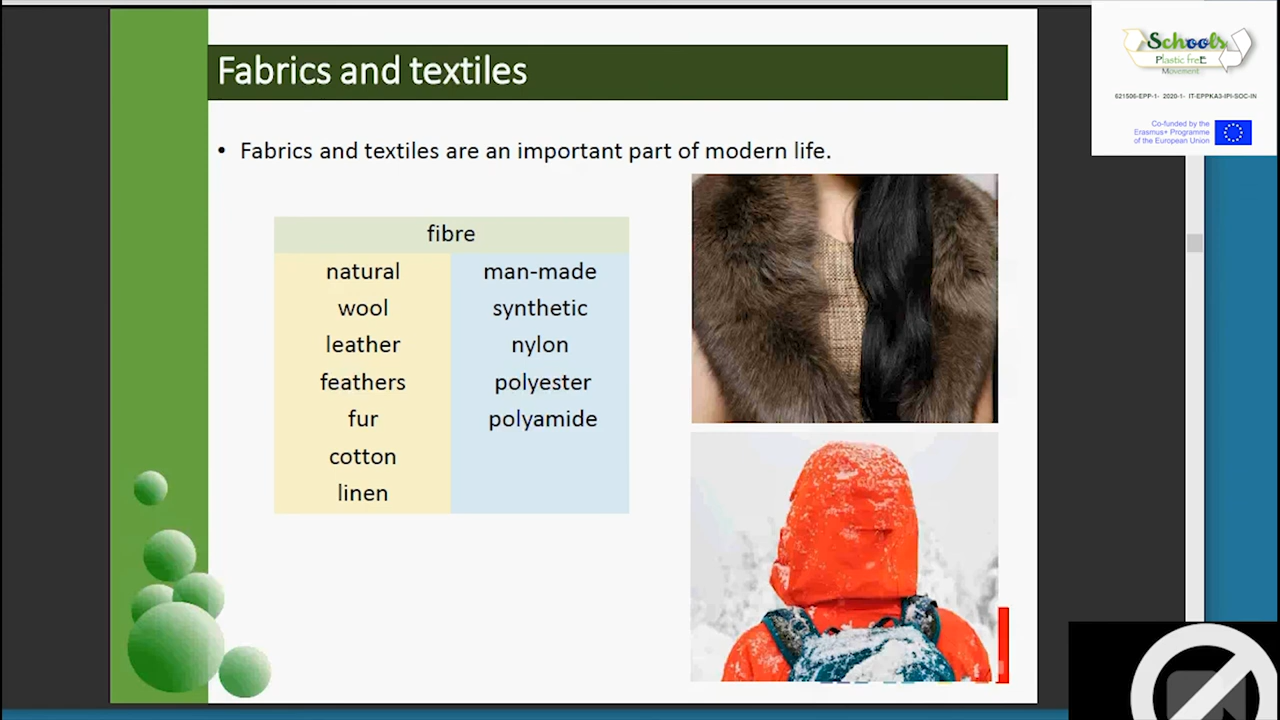 Fabrics and textiles
• Fabrics and textiles are an important part of modern life.
fibre
natural man-made
wool synthetic
leather nylon
feathers polyester
fur polyamide
cotton
linen
Schools
Plastic freE
Movement
621506-EPP-1- 2020-1- IT-EPPKA3-IPI-SOC-IN
Co-funded by the
Erasmus+ Programme
of the European Union